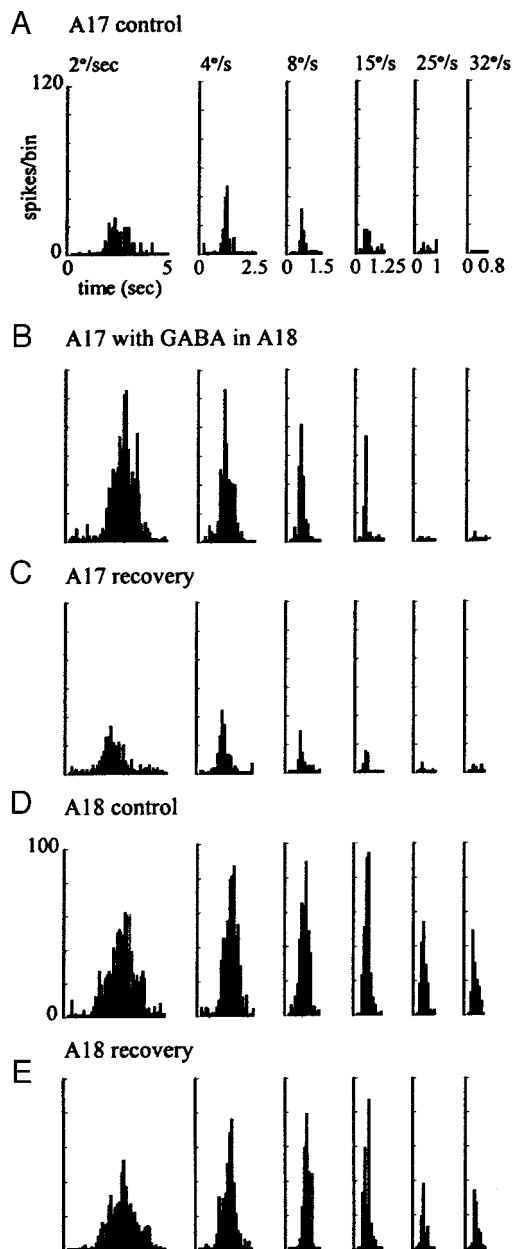 A A17 control
2°/sec 4°/s 8°/s 15°/s 25°/s 32°/s
120
spikes/bin
0
0 5 0 2.5 0 1.5 0 1.25 0 1 0 0.8
time (sec)
B A17 with GABA in A18
C A17 recovery
D A18 control
100
0
A18 recovery
E